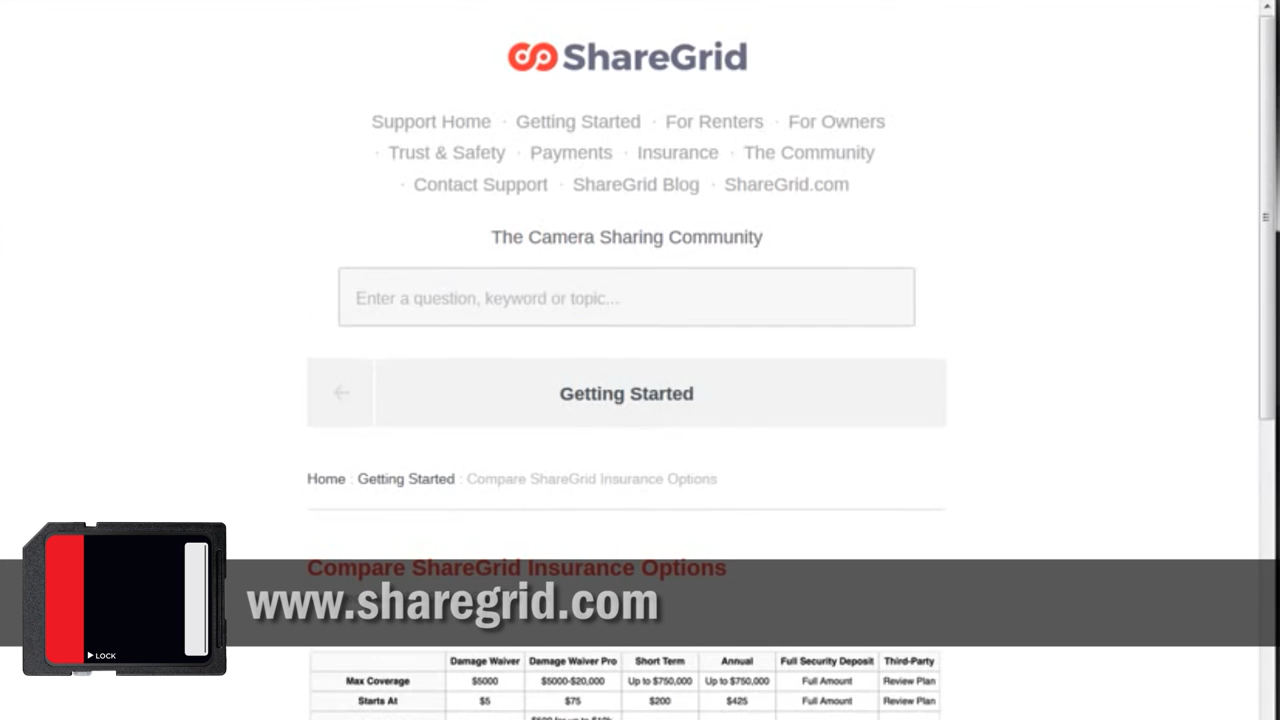 ShareGrid
Support Home · Getting Started · For Renters · For Owners
· Trust & Safety · Payments · Insurance · The Community
· Contact Support · ShareGrid Blog · ShareGrid.com
The Camera Sharing Community
Enter a question, keyword or topic...
Getting Started
Home : Getting Started : Compare ShareGrid Insurance Options
Compare ShareGrid Insurance Options
www.sharegrid.com
LOCK
Damage Waiver Damage Waiver Pro Short Term Annual Full Security Deposit Third-Party
Max Coverage $5000 $5000-$20,000 Up to $750,000 Up to $750,000 Full Amount Review Plan
Starts At $5 $75 $200 $425 Full Amount Review Plan